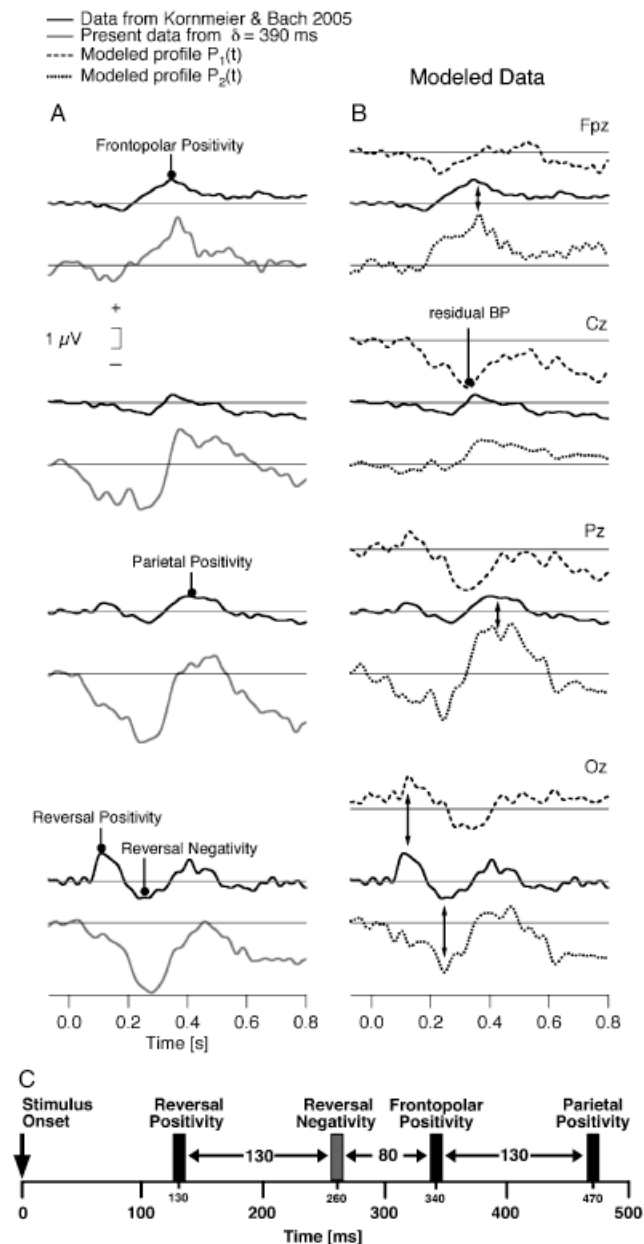 Data from Kornmeier & Bach 2005
Present data from δ = 390 ms
Modeled profile P₁(t)
Modeled profile P₂(t)
Modeled Data
A
B
Fpz
Frontopolar Positivity
+
1 µV
–
residual BP
Cz
Pz
Parietal Positivity
Oz
Reversal Positivity
Reversal Negativity
0.0 0.2 0.4 0.6 0.8
Time [s]
0.0 0.2 0.4 0.6 0.8
C
Stimulus Onset
Reversal Positivity
Reversal Negativity
Frontopolar Positivity
Parietal Positivity
130 80 130
130 260 340 470
0 100 200 300 400 500
Time [ms]